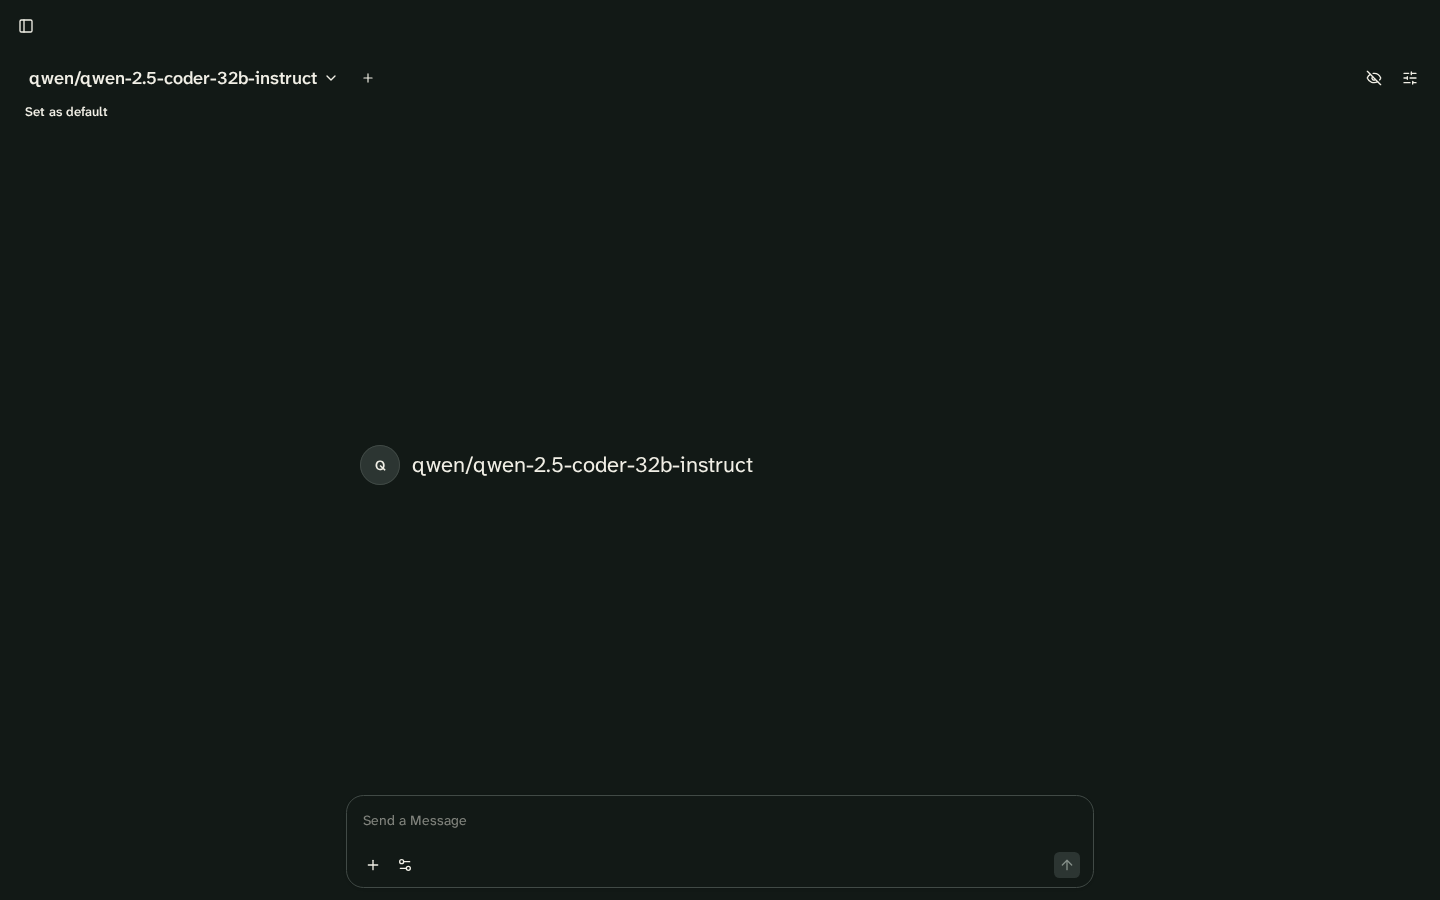 qwen/qwen-2.5-coder-32b-instruct
Set as default
Q
qwen/qwen-2.5-coder-32b-instruct
Send a Message